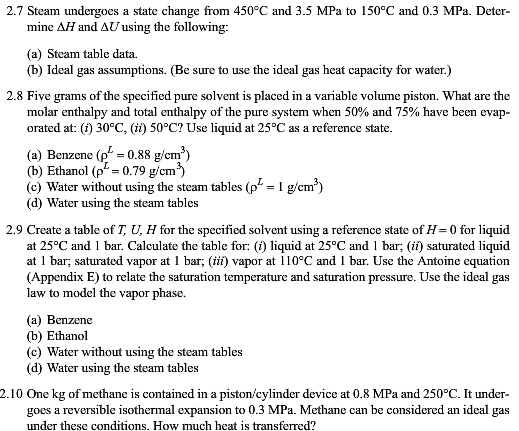 2.7 Steam undergoes a state change from 450°C and 3.5 MPa to 150°C and 0.3 MPa. Deter-
mine ΔH and ΔU using the following:
(a) Steam table data.
(b) Ideal gas assumptions. (Be sure to use the ideal gas heat capacity for water.)
2.8 Five grams of the specified pure solvent is placed in a variable volume piston. What are the
molar enthalpy and total enthalpy of the pure system when 50% and 75% have been evap-
orated at: (i) 30°C, (ii) 50°C? Use liquid at 25°C as a reference state.
(a) Benzene (ρᴸ = 0.88 g/cm³)
(b) Ethanol (ρᴸ = 0.79 g/cm³)
(c) Water without using the steam tables (ρᴸ = 1 g/cm³)
(d) Water using the steam tables
2.9 Create a table of T, U, H for the specified solvent using a reference state of H = 0 for liquid
at 25°C and 1 bar. Calculate the table for: (i) liquid at 25°C and 1 bar; (ii) saturated liquid
at 1 bar; saturated vapor at 1 bar; (iii) vapor at 110°C and 1 bar. Use the Antoine equation
(Appendix E) to relate the saturation temperature and saturation pressure. Use the ideal gas
law to model the vapor phase.
(a) Benzene
(b) Ethanol
(c) Water without using the steam tables
(d) Water using the steam tables
2.10 One kg of methane is contained in a piston/cylinder device at 0.8 MPa and 250°C. It under-
goes a reversible isothermal expansion to 0.3 MPa. Methane can be considered an ideal gas
under these conditions. How much heat is transferred?